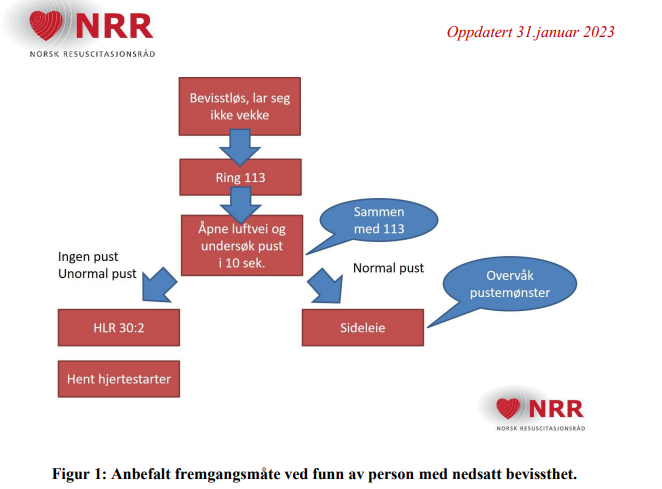 NRR
NORSK RESUSCITASJONSRÅD
Oppdatert 31.januar 2023
Bevisstløs, lar seg
ikke vekke
Ring 113
Åpne luftvei og
undersøk pust
i 10 sek.
Sammen
med 113
Ingen pust
Unormal pust
Normal pust
Overvåk
pustemønster
HLR 30:2
Sideleie
Hent hjertestarter
NRR
NORSK RESUSCITASJONSRÅD
Figur 1: Anbefalt fremgangsmåte ved funn av person med nedsatt bevissthet.